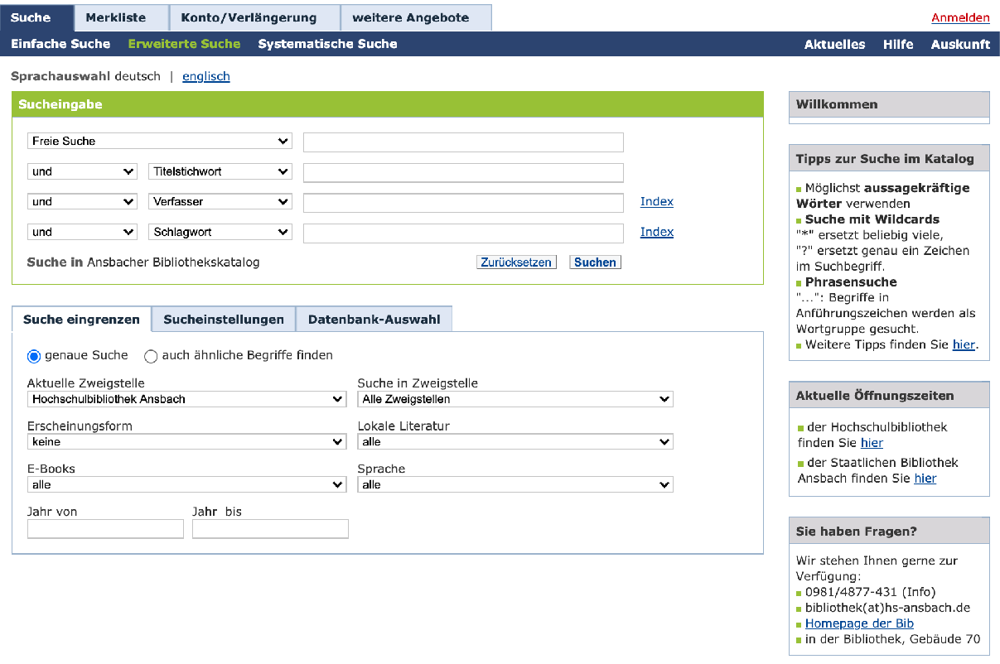 Suche Merkliste Konto/Verlängerung weitere Angebote Anmelden
Einfache Suche Erweiterte Suche Systematische Suche Aktuelles Hilfe Auskunft
Sprachauswahl deutsch | englisch
Sucheingabe
Freie Suche
und Titelstichwort
und Verfasser Index
und Schlagwort Index
Suche in Ansbacher Bibliothekskatalog Zurücksetzen Suchen
Suche eingrenzen Sucheinstellungen Datenbank-Auswahl
genaue Suche auch ähnliche Begriffe finden
Aktuelle Zweigstelle Suche in Zweigstelle
Hochschulbibliothek Ansbach Alle Zweigstellen
Erscheinungsform Lokale Literatur
keine alle
E-Books Sprache
alle alle
Jahr von Jahr bis
Willkommen
Tipps zur Suche im Katalog
Möglichst aussagekräftige
Wörter verwenden
Suche mit Wildcards
"*" ersetzt beliebig viele,
"?" ersetzt genau ein Zeichen
im Suchbegriff.
Phrasensuche
"...": Begriffe in
Anführungszeichen werden als
Wortgruppe gesucht.
Weitere Tipps finden Sie hier.
Aktuelle Öffnungszeiten
der Hochschulbibliothek
finden Sie hier
der Staatlichen Bibliothek
Ansbach finden Sie hier
Sie haben Fragen?
Wir stehen Ihnen gerne zur
Verfügung:
0981/4877-431 (Info)
bibliothek(at)hs-ansbach.de
Homepage der Bib
in der Bibliothek, Gebäude 70